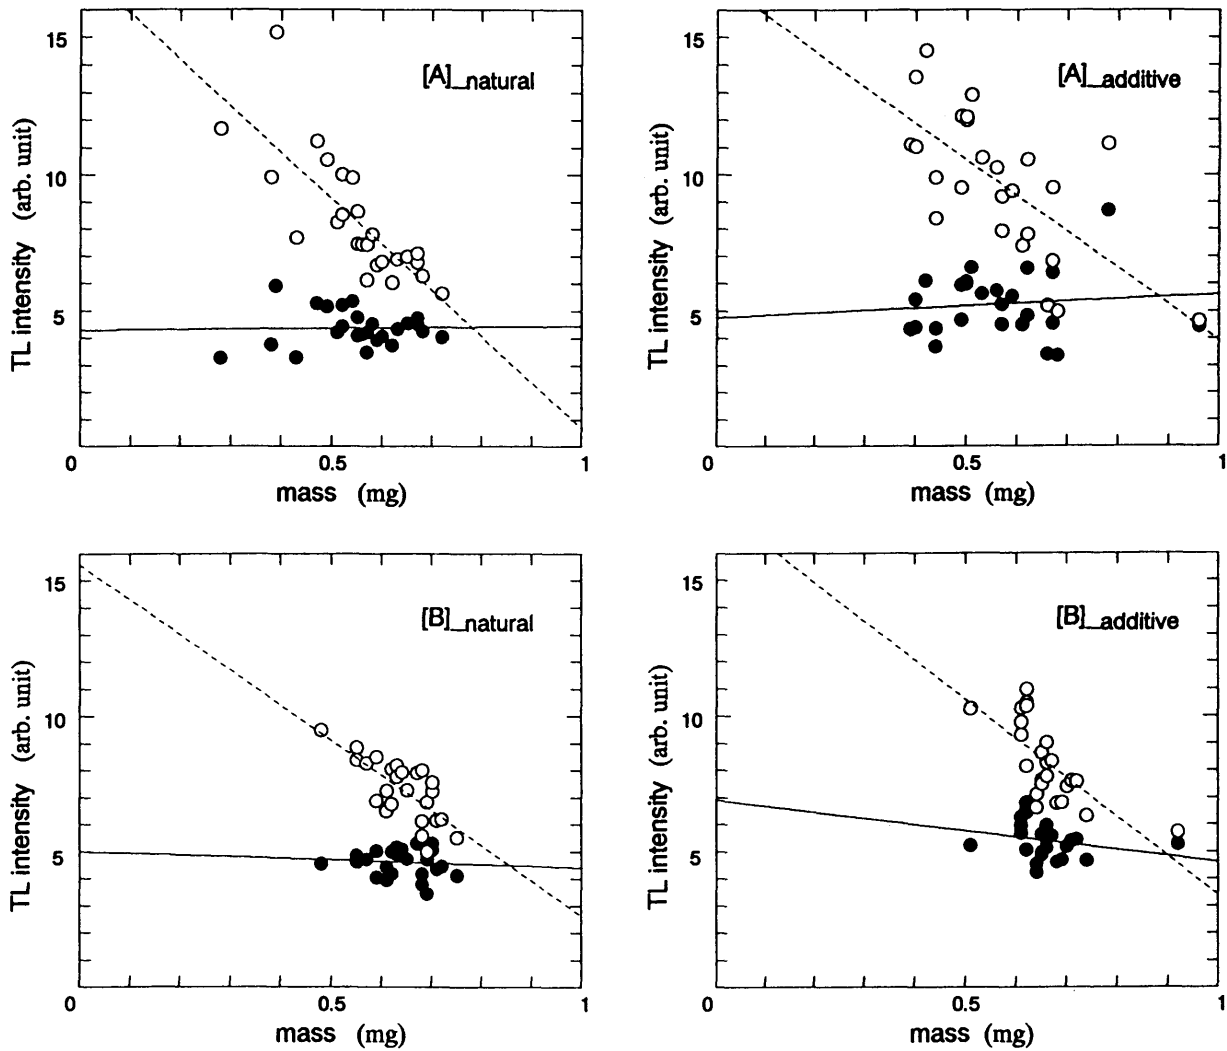 15
10
5
0
0.5
1
TL intensity (arb. unit)
mass (mg)
[A]_natural
15
10
5
0
0.5
1
TL intensity (arb. unit)
mass (mg)
[A]_additive
15
10
5
0
0.5
1
TL intensity (arb. unit)
mass (mg)
[B]_natural
15
10
5
0
0.5
1
TL intensity (arb. unit)
mass (mg)
[B]_additive